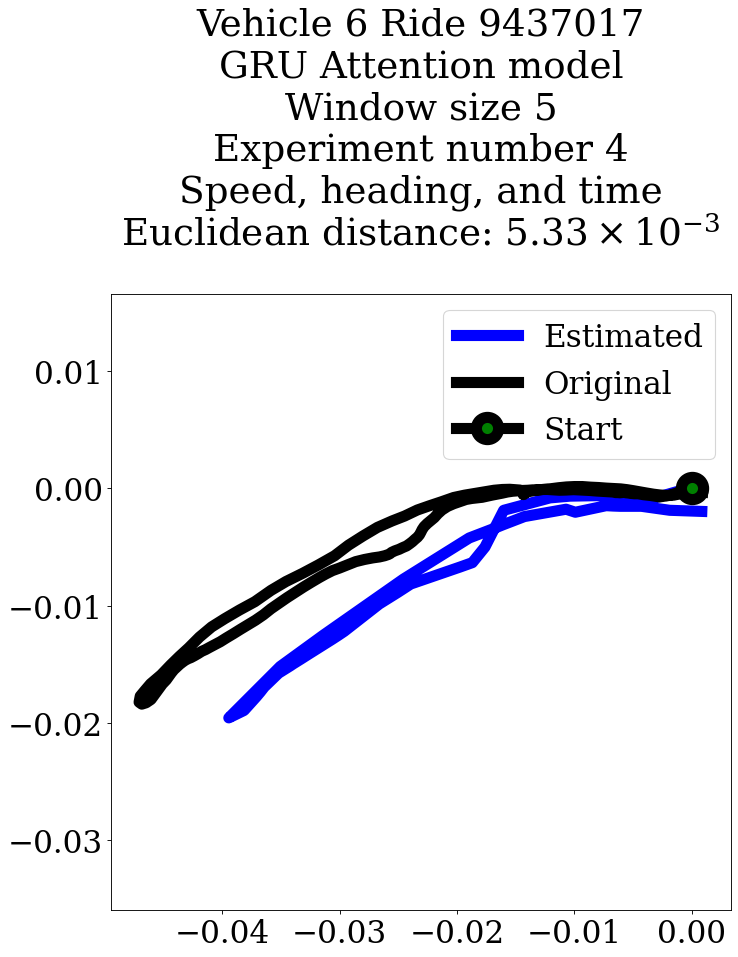 Vehicle 6 Ride 9437017
GRU Attention model
Window size 5
Experiment number 4
Speed, heading, and time
Euclidean distance: 5.33 × 10⁻³
Estimated
Original
Start
0.01
0.00
−0.01
−0.02
−0.03
−0.04 −0.03 −0.02 −0.01 0.00